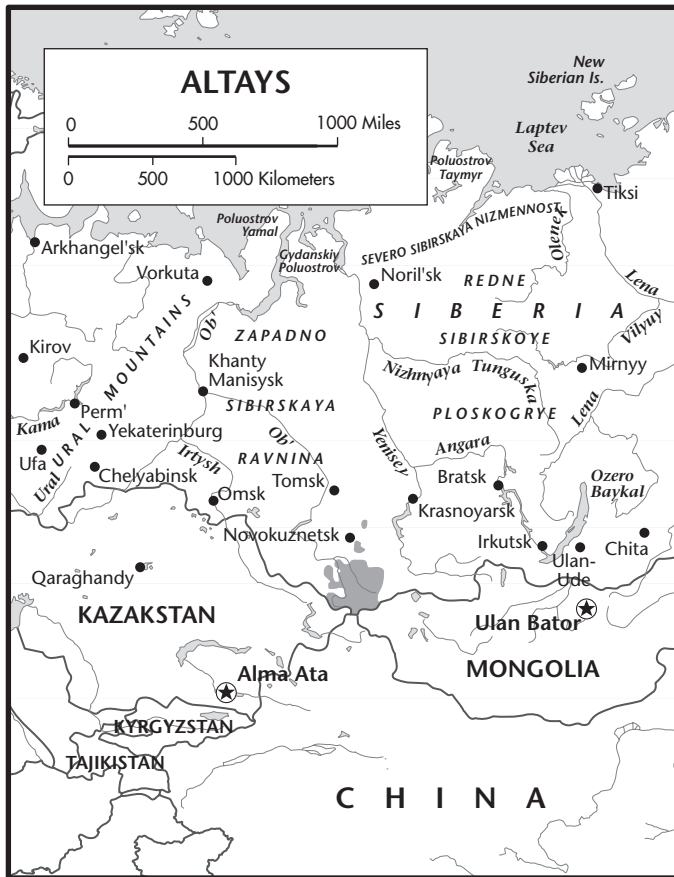 ALTAYS
0 500 1000 Miles
0 500 1000 Kilometers
New
Siberian Is.
Laptev
Sea
Poluostrov
Taymyr
Tiksi
Poluostrov
Yamal
Gydanskiy
Poluostrov
SEVERO SIBIRSKAYA NIZMENNOST
Olenek
Arkhangel'sk
Vorkuta
Noril'sk
REDNE
Lena
SIBERIA
Vilyuy
Ob'
ZAPADNO
SIBIRSKOYE
Kirov
URAL MOUNTAINS
Khanty
Manisysk
Nizhnyaya Tunguska
Mirnyy
Perm'
SIBIRSKAYA
PLOSKOGRYE
Lena
Kama
Yekaterinburg
Ob'
Yenisey
Angara
Ufa
Ural
Chelyabinsk
Irtysh
RAVNINA
Tomsk
Bratsk
Ozero
Baykal
Omsk
Krasnoyarsk
Novokuznetsk
Irkutsk
Ulan-
Ude
Chita
Qaraghandy
KAZAKSTAN
Ulan Bator
MONGOLIA
Alma Ata
KYRGYZSTAN
TAJIKISTAN
CHINA